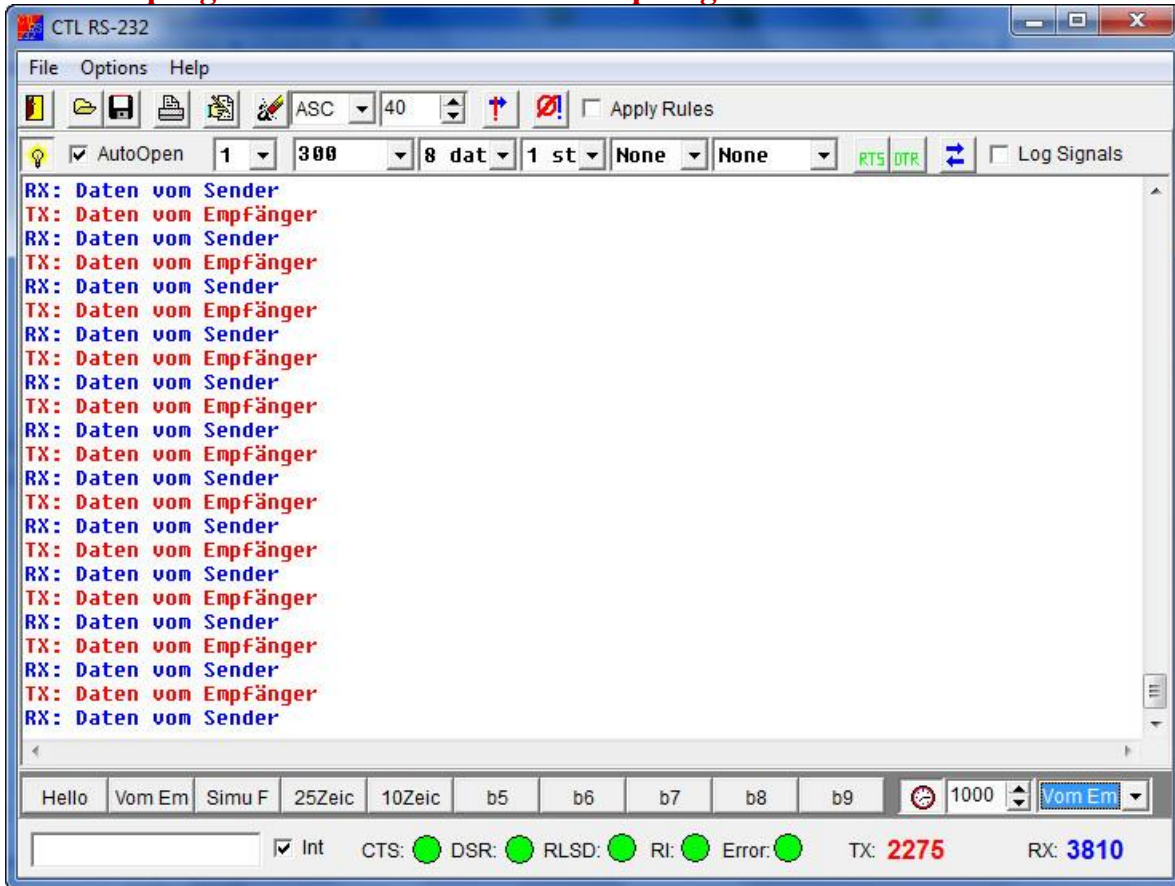 CTL RS-232
File Options Help
ASC 40 Apply Rules
AutoOpen 1 300 8 dat 1 st None None RTS DTR Log Signals
RX: Daten vom Sender
TX: Daten vom Empfänger
RX: Daten vom Sender
TX: Daten vom Empfänger
RX: Daten vom Sender
TX: Daten vom Empfänger
RX: Daten vom Sender
TX: Daten vom Empfänger
RX: Daten vom Sender
TX: Daten vom Empfänger
RX: Daten vom Sender
TX: Daten vom Empfänger
RX: Daten vom Sender
TX: Daten vom Empfänger
RX: Daten vom Sender
TX: Daten vom Empfänger
RX: Daten vom Sender
TX: Daten vom Empfänger
RX: Daten vom Sender
TX: Daten vom Empfänger
RX: Daten vom Sender
TX: Daten vom Empfänger
RX: Daten vom Sender
Hello Vom Em Simu F 25Zeic 10Zeic b5 b6 b7 b8 b9 1000 Vom Em
Int CTS: DSR: RLSD: RI: Error: TX: 2275 RX: 3810